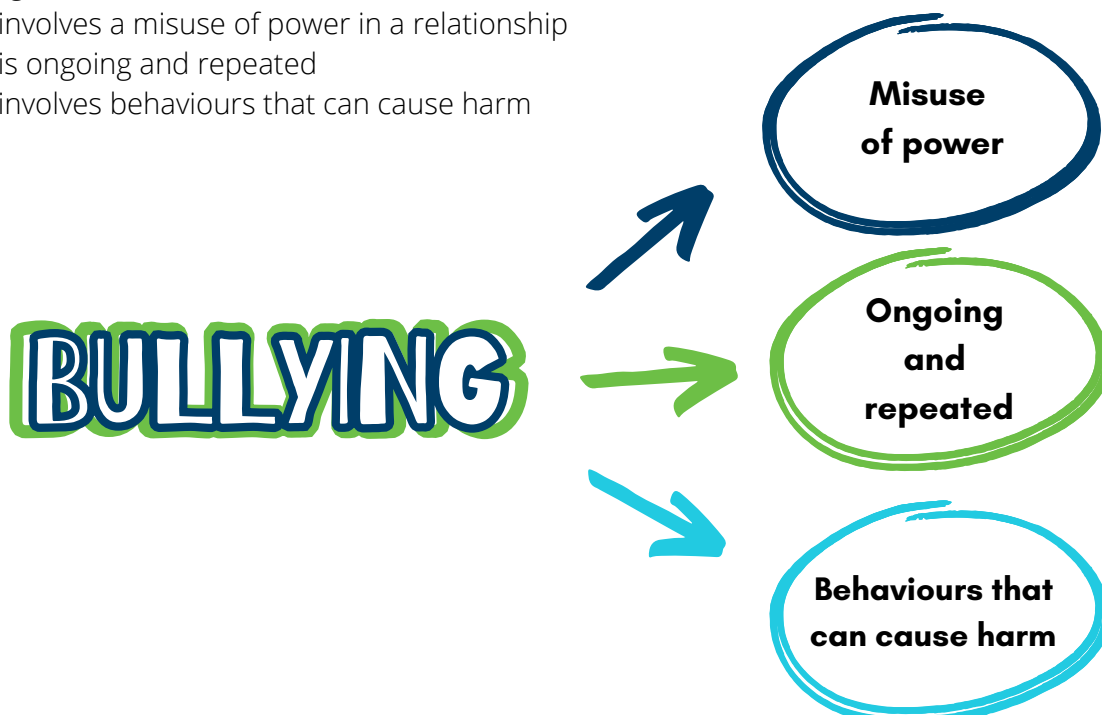 involves a misuse of power in a relationship
is ongoing and repeated
involves behaviours that can cause harm
Misuse
of power
BULLYING
Ongoing
and
repeated
Behaviours that
can cause harm